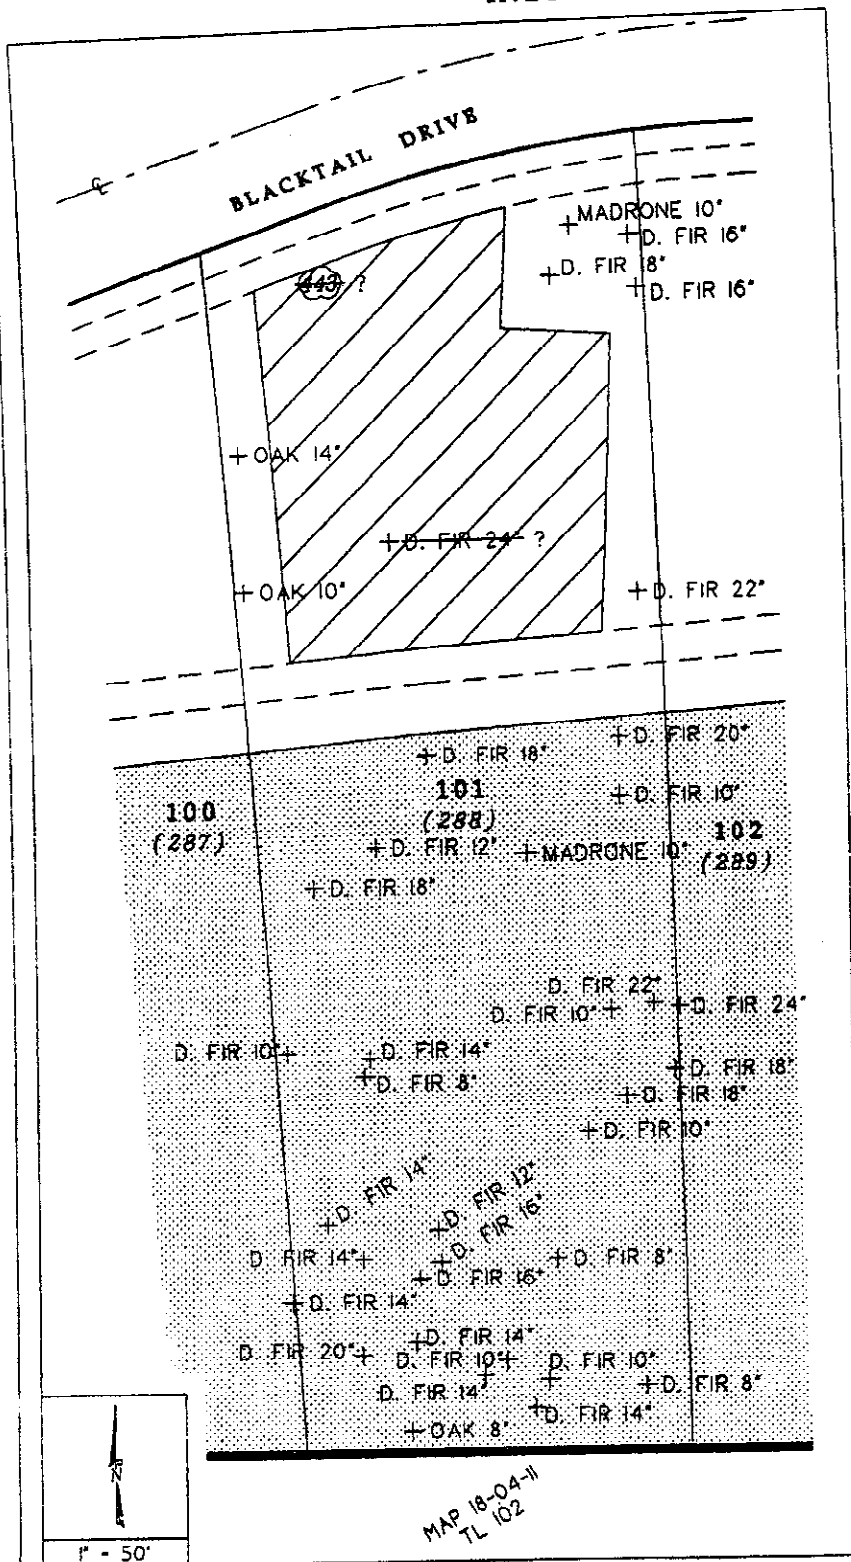 ℄
BLACKTAIL DRIVE
MADRONE 10"
D. FIR 16"
D. FIR 18"
D. FIR 16"
443 ?
OAK 14"
D. FIR 24" ?
OAK 10"
D. FIR 22"
D. FIR 20"
D. FIR 18"
D. FIR 10"
100
(287)
101
(288)
102
(289)
D. FIR 12"
MADRONE 10"
D. FIR 18"
D. FIR 22"
D. FIR 10"
D. FIR 24"
D. FIR 10"
D. FIR 14"
D. FIR 8"
D. FIR 18"
D. FIR 18"
D. FIR 10"
D. FIR 14"
D. FIR 12"
D. FIR 16"
D. FIR 14"
D. FIR 8"
D. FIR 16"
D. FIR 14"
D. FIR 14"
D. FIR 20"
D. FIR 10"
D. FIR 10"
D. FIR 14"
D. FIR 8"
D. FIR 14"
OAK 8"
N
1" - 50'
MAP 18-04-11
TL 102